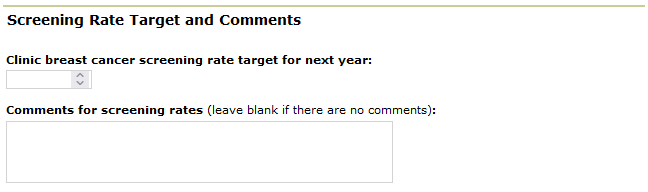 Screening Rate Target and Comments
Clinic breast cancer screening rate target for next year:
Comments for screening rates (leave blank if there are no comments):